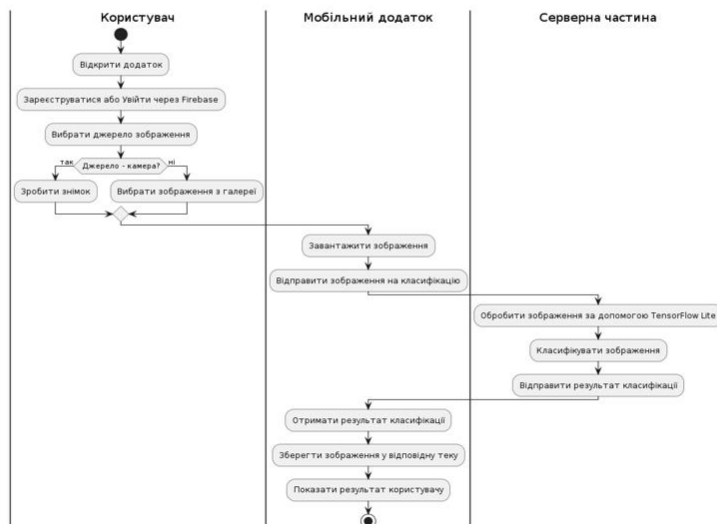 Користувач
Мобільний додаток
Серверна частина
Відкрити додаток
Зареєструватися або Увійти через Firebase
Вибрати джерело зображення
так
Джерело - камера?
ні
Зробити знімок
Вибрати зображення з галереї
Завантажити зображення
Відправити зображення на класифікацію
Обробити зображення за допомогою TensorFlow Lite
Класифікувати зображення
Відправити результат класифікації
Отримати результат класифікації
Зберегти зображення у відповідну теку
Показати результат користувачу